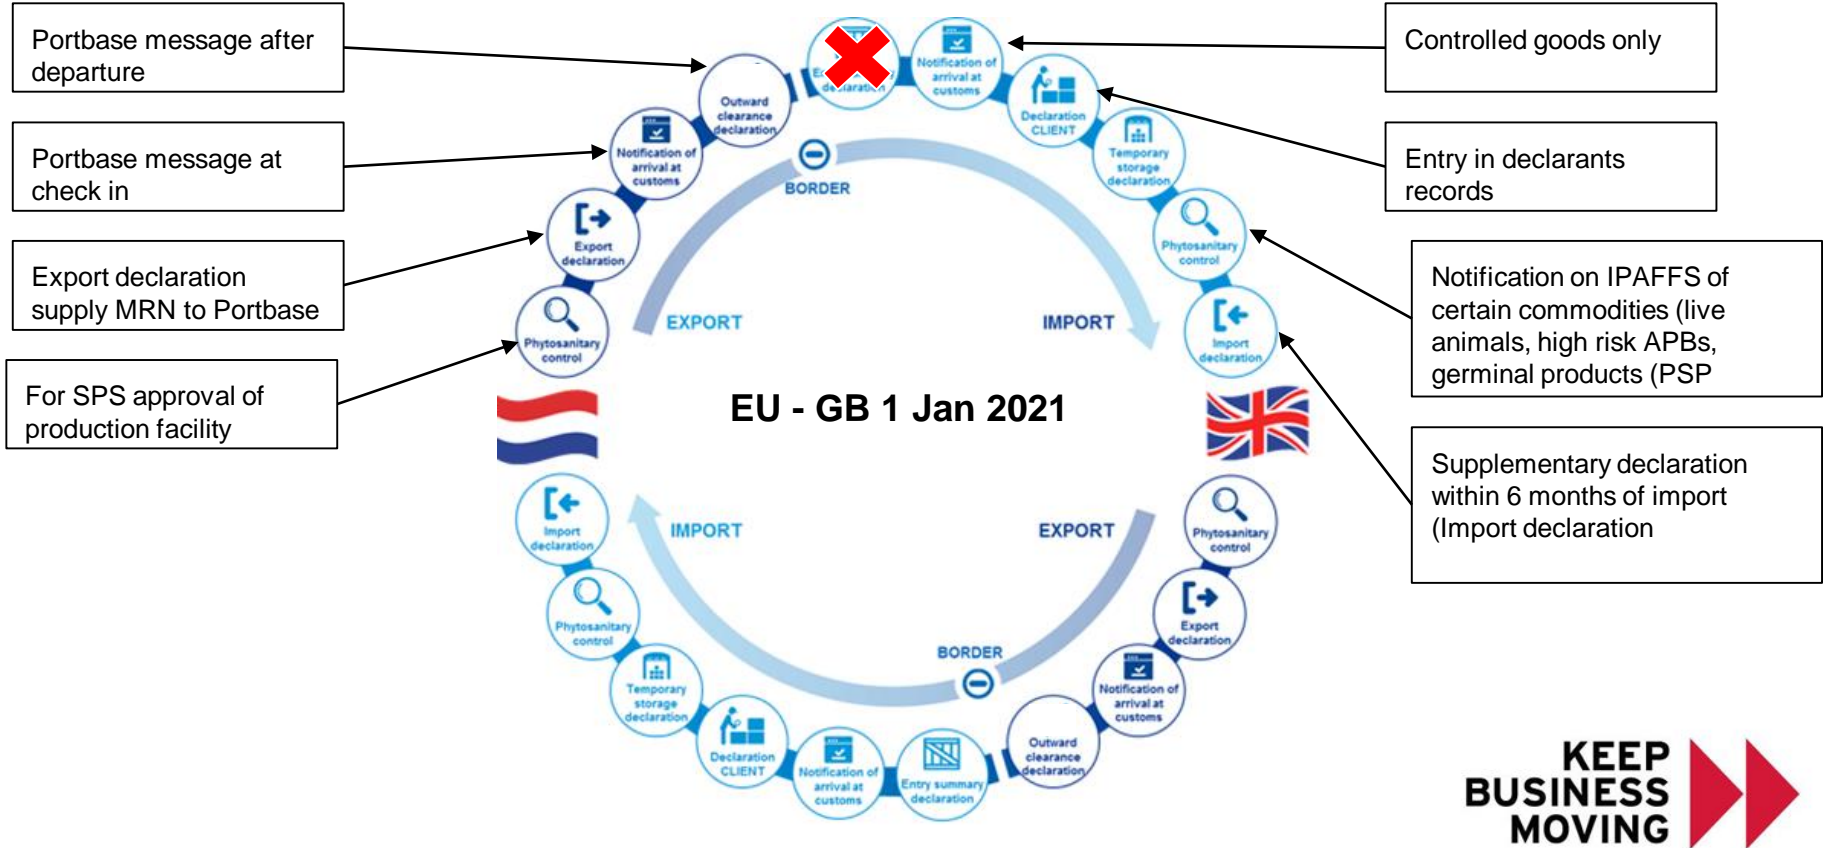 Portbase message after
departure
Portbase message at
check in
Export declaration
supply MRN to Portbase
For SPS approval of
production facility
Outward
clearance
declaration
Notification of
arrival at
customs
Export
declaration
Phytosanitary
control
declaration
Notification of
arrival at
customs
Declaration
CLIENT
Temporary
storage
declaration
Phytosanitary
control
Import
declaration
BORDER
EXPORT
IMPORT
EU - GB 1 Jan 2021
Controlled goods only
Entry in declarants
records
Notification on IPAFFS of
certain commodities (live
animals, high risk APBs,
germinal products (PSP
Supplementary declaration
within 6 months of import
(Import declaration
IMPORT
EXPORT
BORDER
Import
declaration
Phytosanitary
control
Temporary
storage
declaration
Declaration
CLIENT
Notification of
arrival at
customs
Entry summary
declaration
Outward
clearance
declaration
Notification of
arrival at
customs
Export
declaration
Phytosanitary
control
KEEP
BUSINESS
MOVING